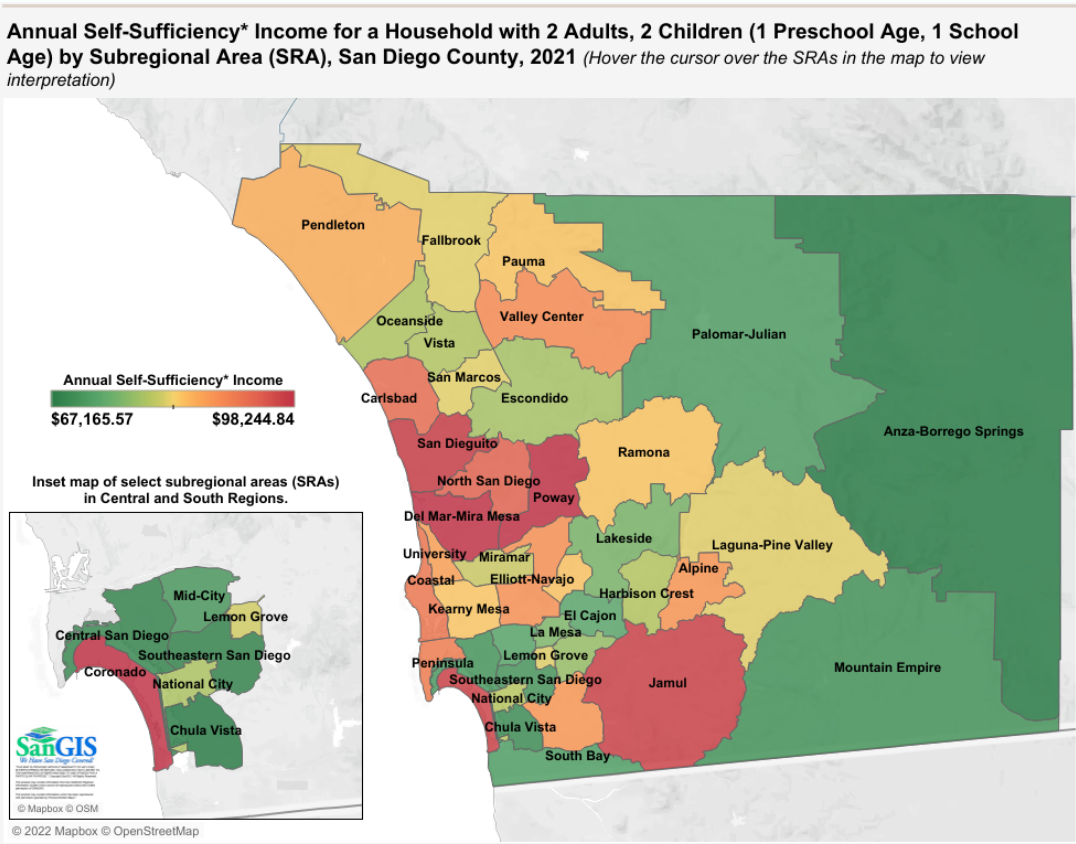 Annual Self-Sufficiency* Income for a Household with 2 Adults, 2 Children (1 Preschool Age, 1 School
Age) by Subregional Area (SRA), San Diego County, 2021 (Hover the cursor over the SRAs in the map to view
interpretation)
Pendleton
Fallbrook
Pauma
Valley Center
Oceanside
Palomar-Julian
Vista
Annual Self-Sufficiency* Income
$67,165.57
$98,244.84
San Marcos
Carlsbad
Escondido
Anza-Borrego Springs
San Dieguito
Ramona
North San Diego
Poway
Inset map of select subregional areas (SRAs)
in Central and South Regions.
Del Mar-Mira Mesa
Lakeside
Laguna-Pine Valley
University
Miramar
Alpine
Coastal
Elliott-Navajo
Harbison Crest
Kearny Mesa
El Cajon
La Mesa
Lemon Grove
Peninsula
Southeastern San Diego
Jamul
Mountain Empire
National City
Chula Vista
South Bay
Mid-City
Lemon Grove
Central San Diego
Southeastern San Diego
Coronado
National City
Chula Vista
SanGIS
We Have San Diego Covered!
© Mapbox © OSM
© 2022 Mapbox © OpenStreetMap